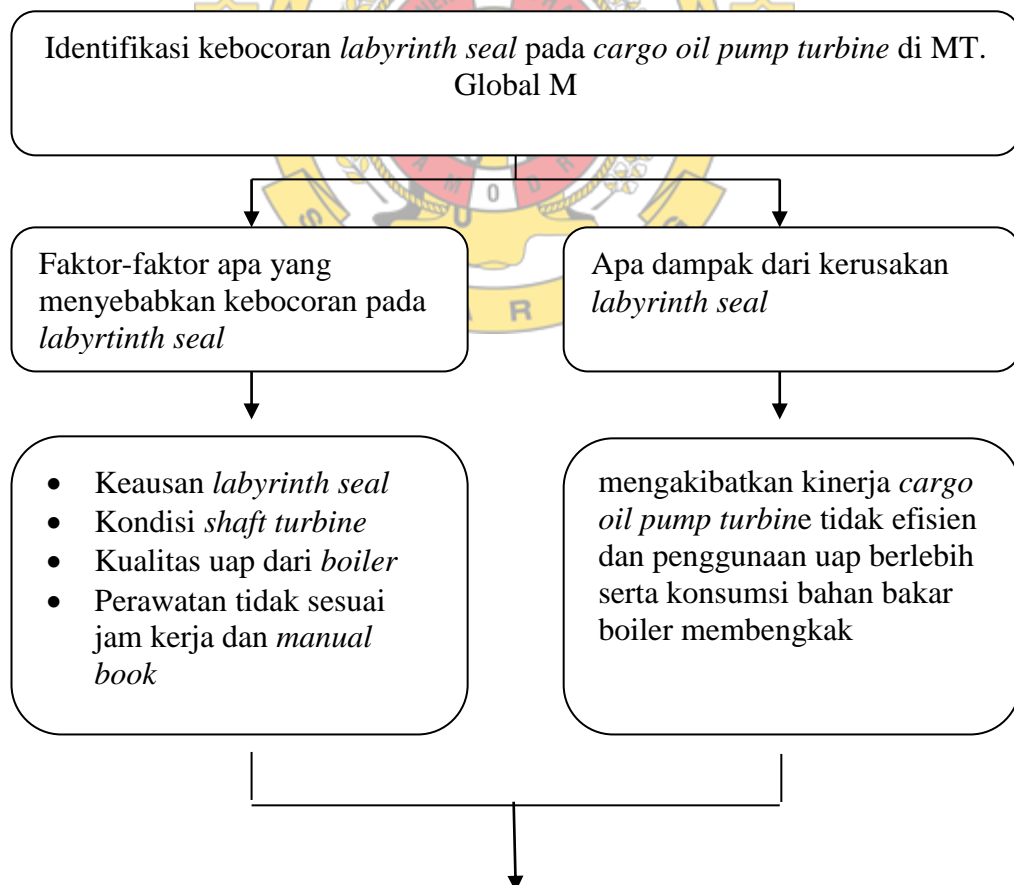 Identifikasi kebocoran labyrinth seal pada cargo oil pump turbine di MT.
Global M
Faktor-faktor apa yang
menyebabkan kebocoran pada
labyrtinth seal
Apa dampak dari kerusakan
labyrinth seal
• Keausan labyrinth seal
• Kondisi shaft turbine
• Kualitas uap dari boiler
• Perawatan tidak sesuai
jam kerja dan manual
book
mengakibatkan kinerja cargo
oil pump turbine tidak efisien
dan penggunaan uap berlebih
serta konsumsi bahan bakar
boiler membengkak